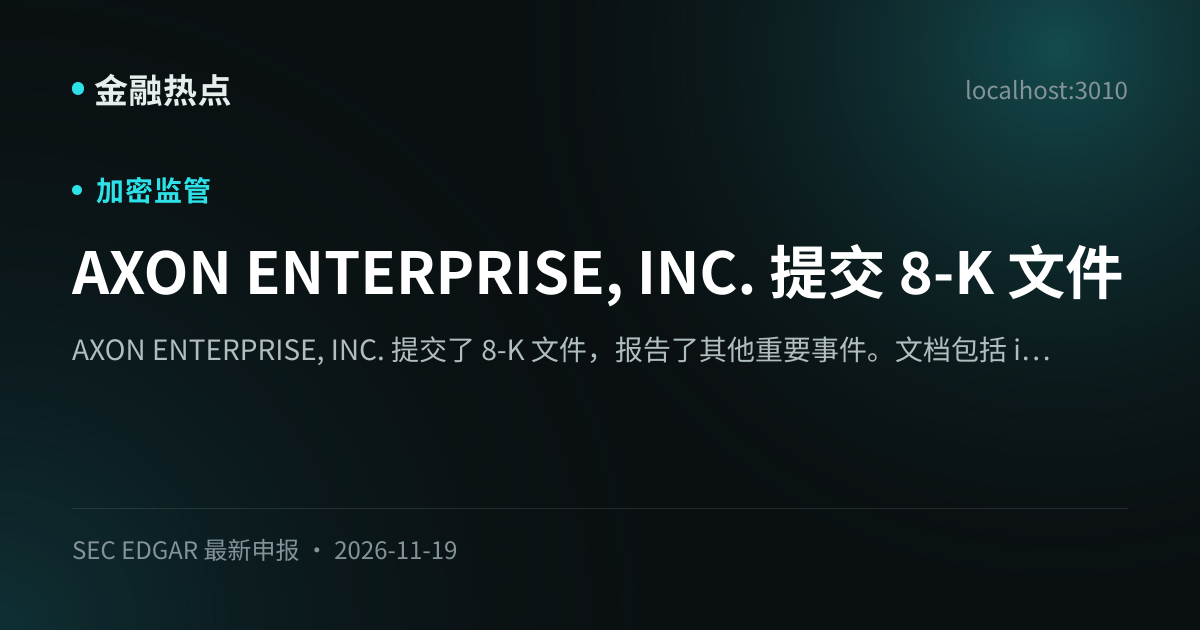 金融热点
localhost:3010
加密监管
AXON ENTERPRISE, INC. 提交 8-K 文件
AXON ENTERPRISE, INC. 提交了 8-K 文件，报告了其他重要事件。文档包括 i…
SEC EDGAR 最新申报 · 2026-11-19